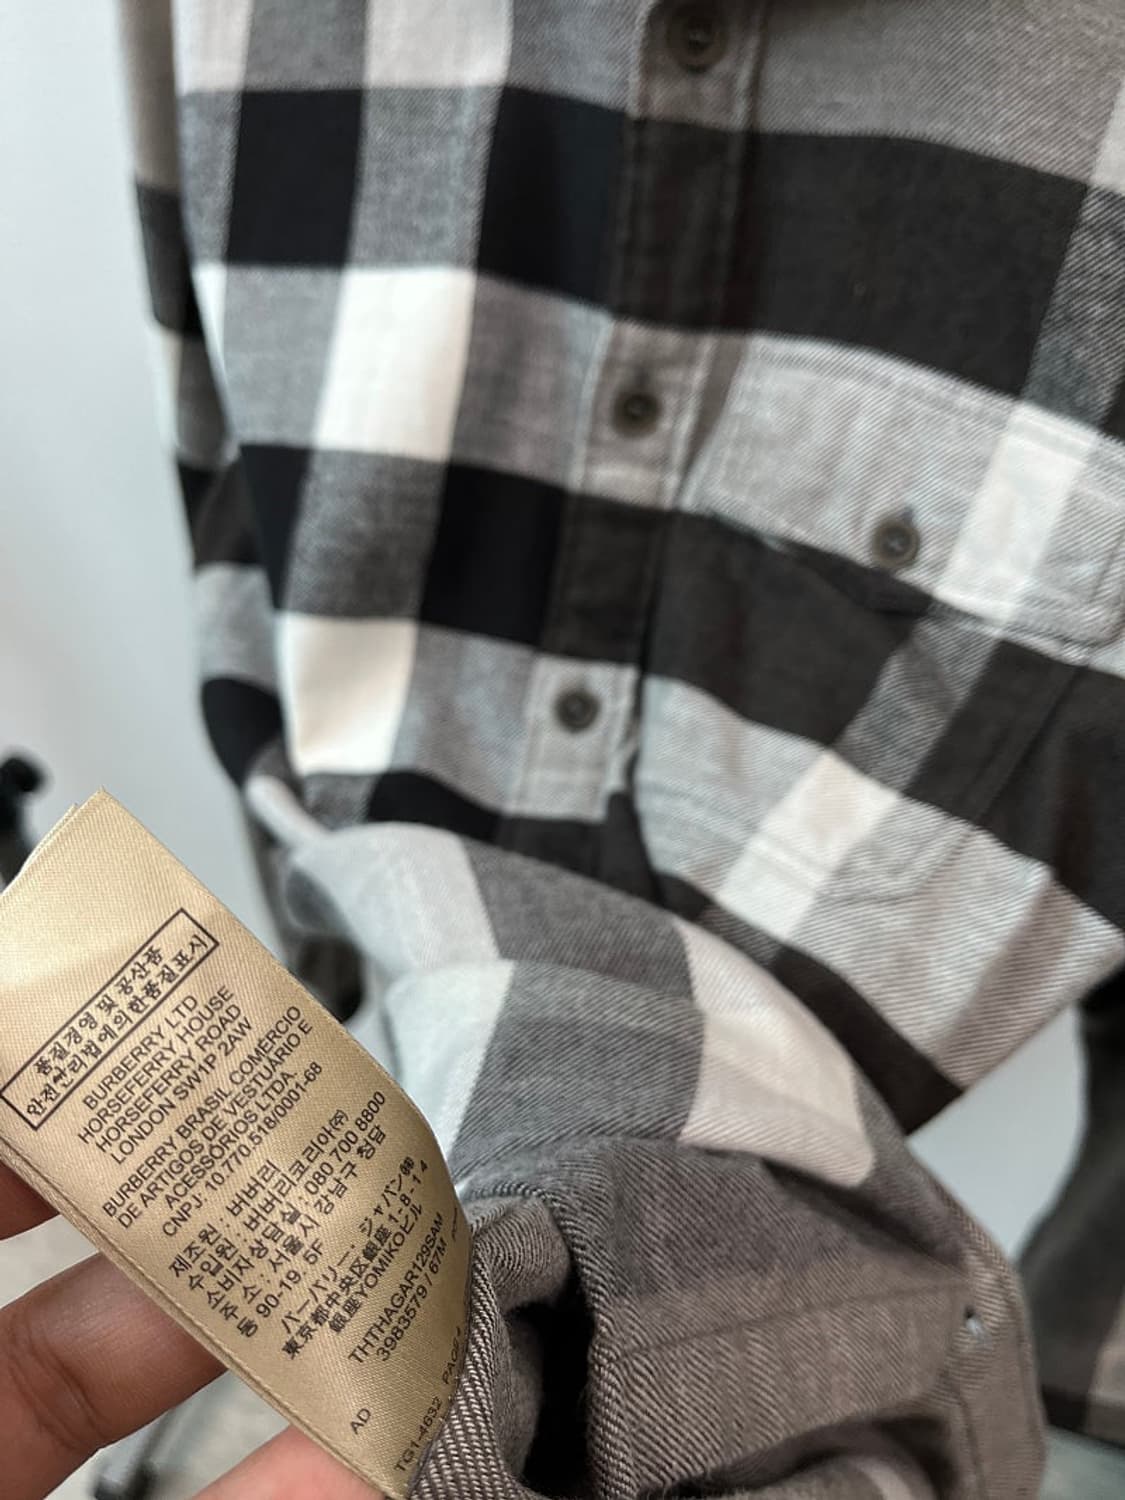 품질경영 및 공산품
안전관리법에의한품질표시
BURBERRY LTD
HORSEFERRY HOUSE
HORSEFERRY ROAD
LONDON SW1P 2AW
BURBERRY BRASIL COMERCIO
DE ARTIGOS DE VESTUÁRIO E
ACESSÓRIOS LTDA.
CNPJ:10.770.518/0001-68
제조원 : 버버리
수입원 : 버버리코리아(주)
소비자상담실 : 080 700 8800
주 소 : 서울시 강남구 청담
동 90-19. 5F
バーバリー・ジャパン㈱
東京都中央区銀座1-8-14
銀座YOMIKOビル
THTHAGAR129SAM
3983579 / 67M
AD
TG1-4632 PAGE